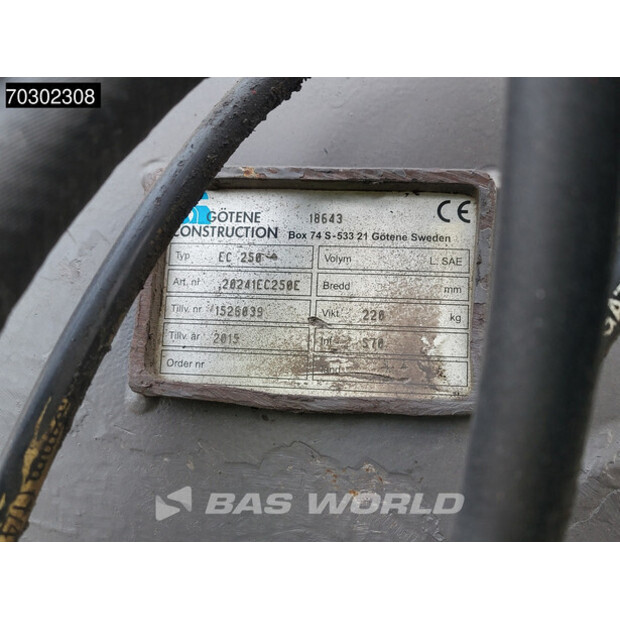 70302308
GÖTENE 18643 CE
CONSTRUCTION Box 74 S-533 21 Götene Sweden
Typ EC 250 Volym L. SAE
Art. nf 20241EC250E Bredd mm
Tillv. nr 1528039 Vikt 220 kg
Tillv. år 2015 S70
Order nr
BAS WORLD